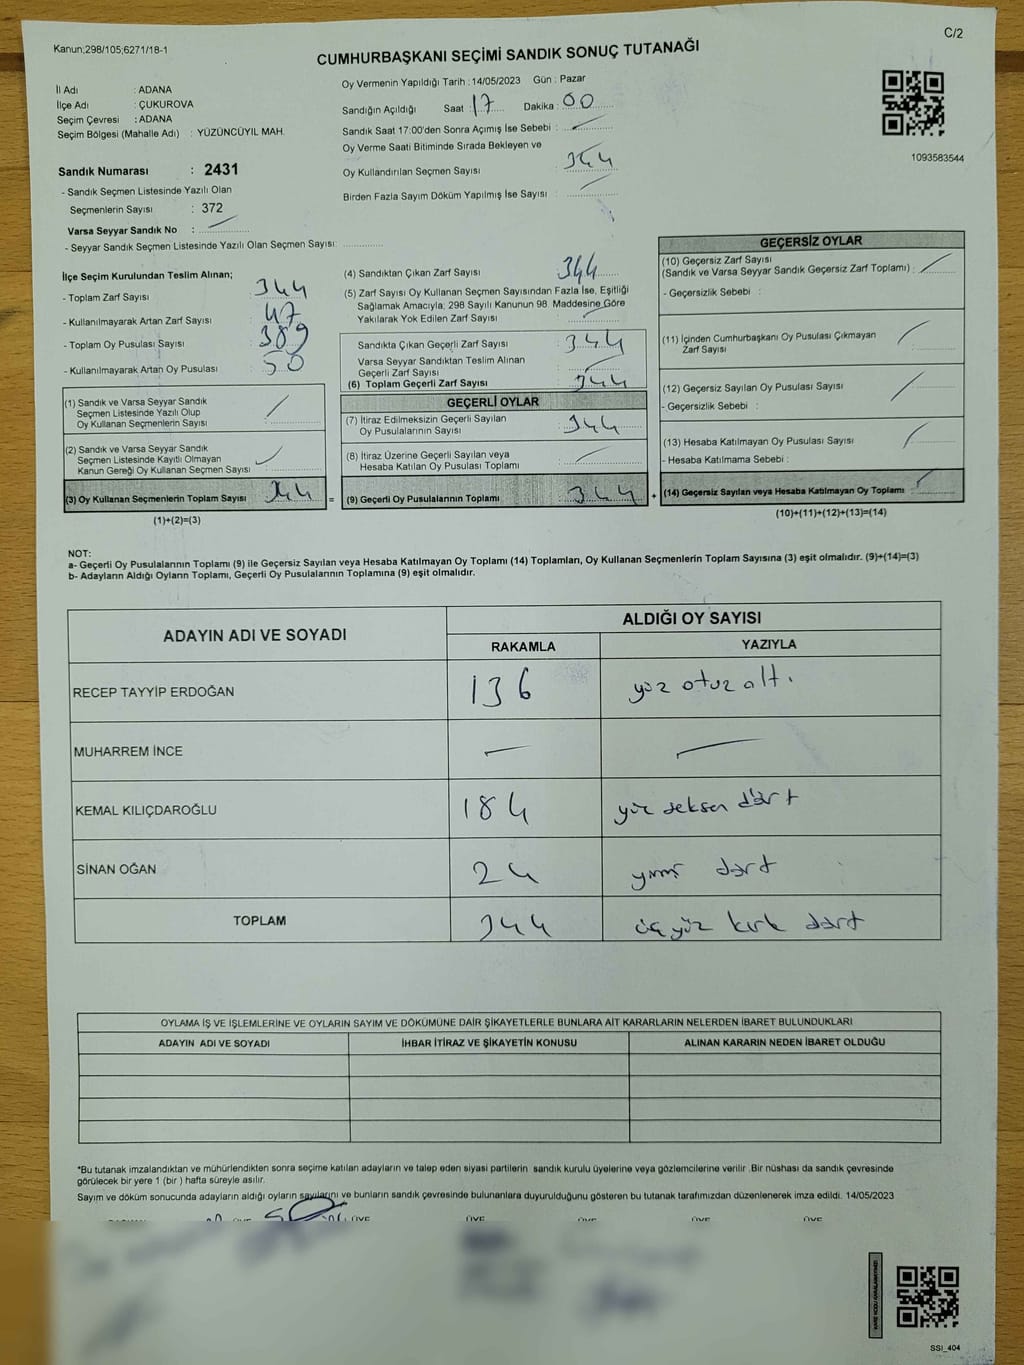 Kanun;298/105;6271/18-1
C/2
CUMHURBAŞKANI SEÇİMİ SANDIK SONUÇ TUTANAĞI
İl Adı : ADANA
İlçe Adı : ÇUKUROVA
Seçim Çevresi : ADANA
Seçim Bölgesi (Mahalle Adı) : YÜZÜNCÜYIL MAH.
Sandık Numarası : 2431
- Sandık Seçmen Listesinde Yazılı Olan
Seçmenlerin Sayısı : 372
Varsa Seyyar Sandık No :
- Seyyar Sandık Seçmen Listesinde Yazılı Olan Seçmen Sayısı:
Oy Vermenin Yapıldığı Tarih : 14/05/2023 Gün : Pazar
Sandığın Açıldığı Saat : 17 Dakika : 00
Sandık Saat 17:00'den Sonra Açımış İse Sebebi :
Oy Verme Saati Bitiminde Sırada Bekleyen ve
Oy Kullandırılan Seçmen Sayısı 344
Birden Fazla Sayım Döküm Yapılmış İse Sayısı :
1093583544
İlçe Seçim Kurulundan Teslim Alınan;
- Toplam Zarf Sayısı : 344
- Kullanılmayarak Artan Zarf Sayısı : 47
- Toplam Oy Pusulası Sayısı : 389
- Kullanılmayarak Artan Oy Pusulası : 50
(1) Sandık ve Varsa Seyyar Sandık
Seçmen Listesinde Yazılı Olup
Oy Kullanan Seçmenlerin Sayısı :
(2) Sandık ve Varsa Seyyar Sandık
Seçmen Listesinde Kayıtlı Olmayan
Kanun Gereği Oy Kullanan Seçmen Sayısı :
(3) Oy Kullanan Seçmenlerin Toplam Sayısı : 344
=
(1)+(2)=(3)
(4) Sandıktan Çıkan Zarf Sayısı : 344
(5) Zarf Sayısı Oy Kullanan Seçmen Sayısından Fazla İse, Eşitliği
Sağlamak Amacıyla; 298 Sayılı Kanunun 98. Maddesine Göre
Yakılarak Yok Edilen Zarf Sayısı :
Sandıkta Çıkan Geçerli Zarf Sayısı : 344
Varsa Seyyar Sandıktan Teslim Alınan
Geçerli Zarf Sayısı :
(6) Toplam Geçerli Zarf Sayısı : 344
GEÇERLİ OYLAR
(7) İtiraz Edilmeksizin Geçerli Sayılan
Oy Pusulalarının Sayısı : 344
(8) İtiraz Üzerine Geçerli Sayılan veya
Hesaba Katılan Oy Pusulası Toplamı :
(9) Geçerli Oy Pusulalarının Toplamı : 344
+
GEÇERSİZ OYLAR
(10) Geçersiz Zarf Sayısı
(Sandık ve Varsa Seyyar Sandık Geçersiz Zarf Toplamı) :
- Geçersizlik Sebebi :
(11) İçinden Cumhurbaşkanı Oy Pusulası Çıkmayan
Zarf Sayısı :
(12) Geçersiz Sayılan Oy Pusulası Sayısı :
- Geçersizlik Sebebi :
(13) Hesaba Katılmayan Oy Pusulası Sayısı :
- Hesaba Katılmama Sebebi :
(14) Geçersiz Sayılan veya Hesaba Katılmayan Oy Toplamı :
(10)+(11)+(12)+(13)=(14)
NOT:
a- Geçerli Oy Pusulalarının Toplamı (9) ile Geçersiz Sayılan veya Hesaba Katılmayan Oy Toplamı (14) Toplamları, Oy Kullanan Seçmenlerin Toplam Sayısına (3) eşit olmalıdır. (9)+(14)=(3)
b- Adayların Aldığı Oyların Toplamı, Geçerli Oy Pusulalarının Toplamına (9) eşit olmalıdır.
ADAYIN ADI VE SOYADI
ALDIĞI OY SAYISI
RAKAMLA YAZIYLA
RECEP TAYYİP ERDOĞAN 136 yüz otuz altı
MUHARREM İNCE — —
KEMAL KILIÇDAROĞLU 184 yüz seksen dört
SİNAN OĞAN 24 yirmi dört
TOPLAM 344 üç yüz kırk dört
OYLAMA İŞ VE İŞLEMLERİNE VE OYLARIN SAYIM VE DÖKÜMÜNE DAİR ŞİKAYETLERLE BUNLARA AİT KARARLARIN NELERDEN İBARET BULUNDUKLARI
ADAYIN ADI VE SOYADI İHBAR İTİRAZ VE ŞİKAYETİN KONUSU ALINAN KARARIN NEDEN İBARET OLDUĞU
*Bu tutanak imzalandıktan ve mühürlendikten sonra seçime katılan adayların ve talep eden siyasi partilerin sandık kurulu üyelerine veya gözlemcilerine verilir .Bir nüshası da sandık çevresinde
görülecek bir yere 1 (bir ) hafta süreyle asılır.
Sayım ve döküm sonucunda adayların aldığı oyların sayılarını ve bunların sandık çevresinde bulunanlara duyurulduğunu gösteren bu tutanak tarafımızdan düzenlenerek imza edildi. 14/05/2023
ÜYE ÜYE ÜYE ÜYE ÜYE ÜYE
SSI_404